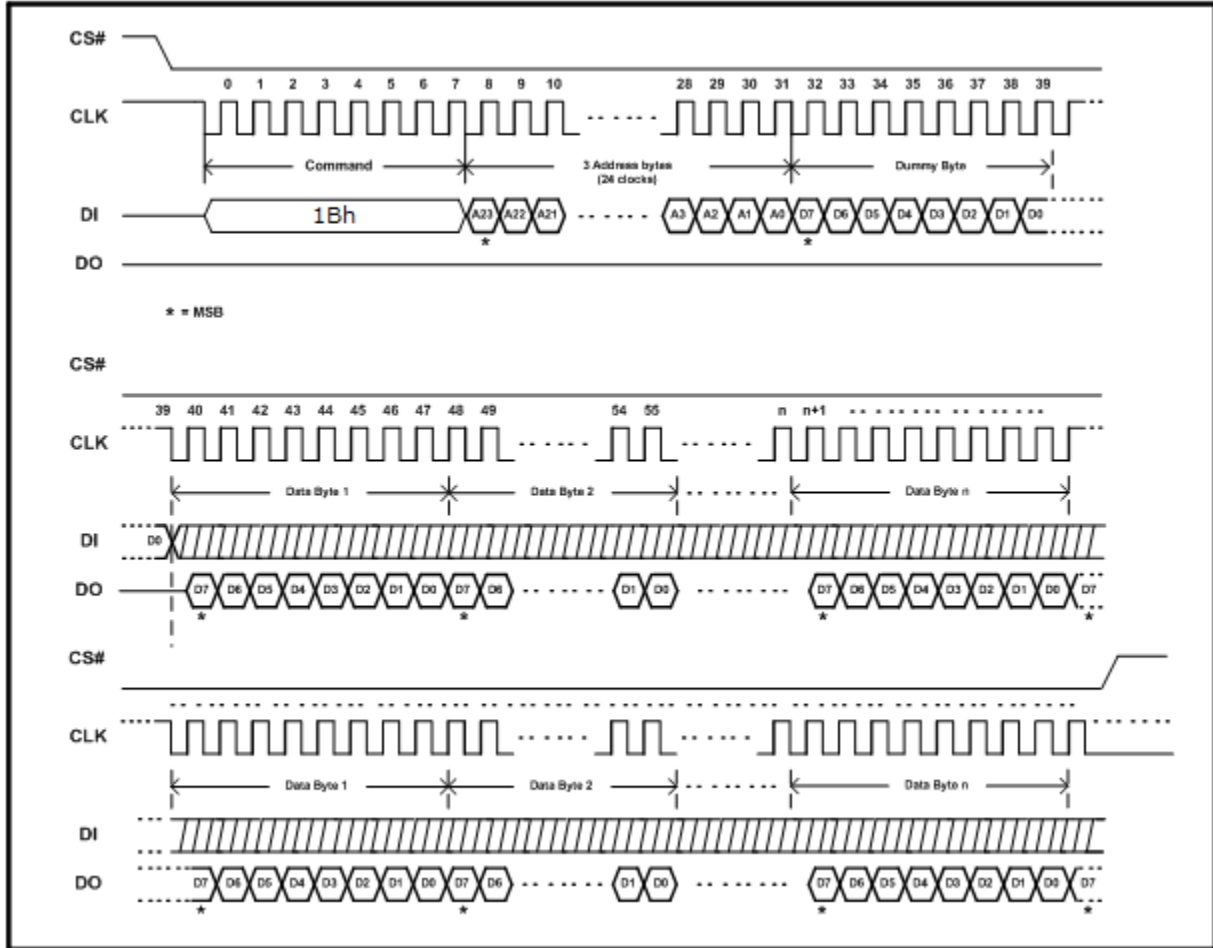 CS#
0 1 2 3 4 5 6 7 8 9 10 28 29 30 31 32 33 34 35 36 37 38 39
CLK
Command 3 Address bytes (24 clocks) Dummy Byte
DI 1Bh A23 A22 A21 A3 A2 A1 A0 D7 D6 D5 D4 D3 D2 D1 D0
* *
DO
* = MSB
CS#
39 40 41 42 43 44 45 46 47 48 49 54 55 n n+1
CLK
Data Byte 1 Data Byte 2 Data Byte n
DI D0
DO D7 D6 D5 D4 D3 D2 D1 D0 D7 D6 D1 D0 D7 D6 D5 D4 D3 D2 D1 D0 D7
* * * *
CS#
CLK
Data Byte 1 Data Byte 2 Data Byte n
DI
DO D7 D6 D5 D4 D3 D2 D1 D0 D7 D6 D1 D0 D7 D6 D5 D4 D3 D2 D1 D0 D7
* * * *